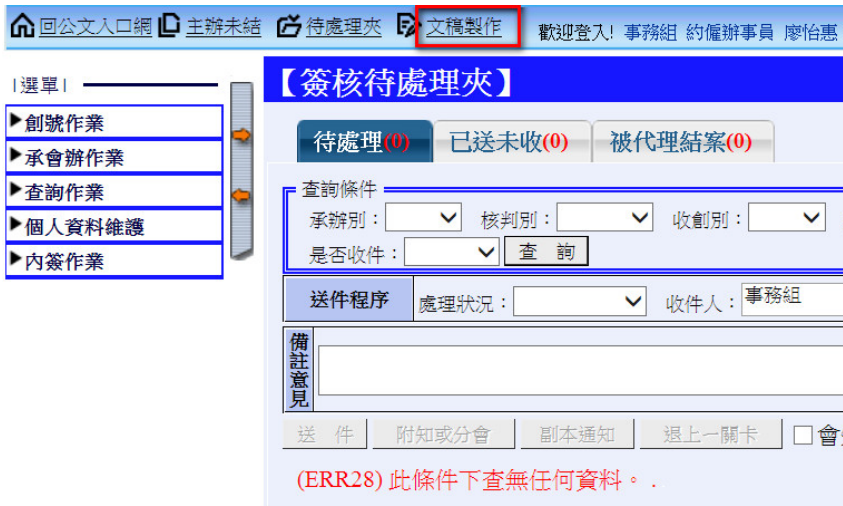 回公文入口網 主辦未結 待處理夾 文稿製作 歡迎登入! 事務組 約僱辦事員 廖怡惠
|選單|
▶創號作業
▶承會辦作業
▶查詢作業
▶個人資料維護
▶內簽作業
【簽核待處理夾】
待處理(0) 已送未收(0) 被代理結案(0)
查詢條件
承辦別： 核判別： 收創別：
是否收件： 查 詢
送件程序 處理狀況： 收件人： 事務組
備註意見
送 件 附知或分會 副本通知 退上一關卡 會
(ERR28) 此條件下查無任何資料。 .